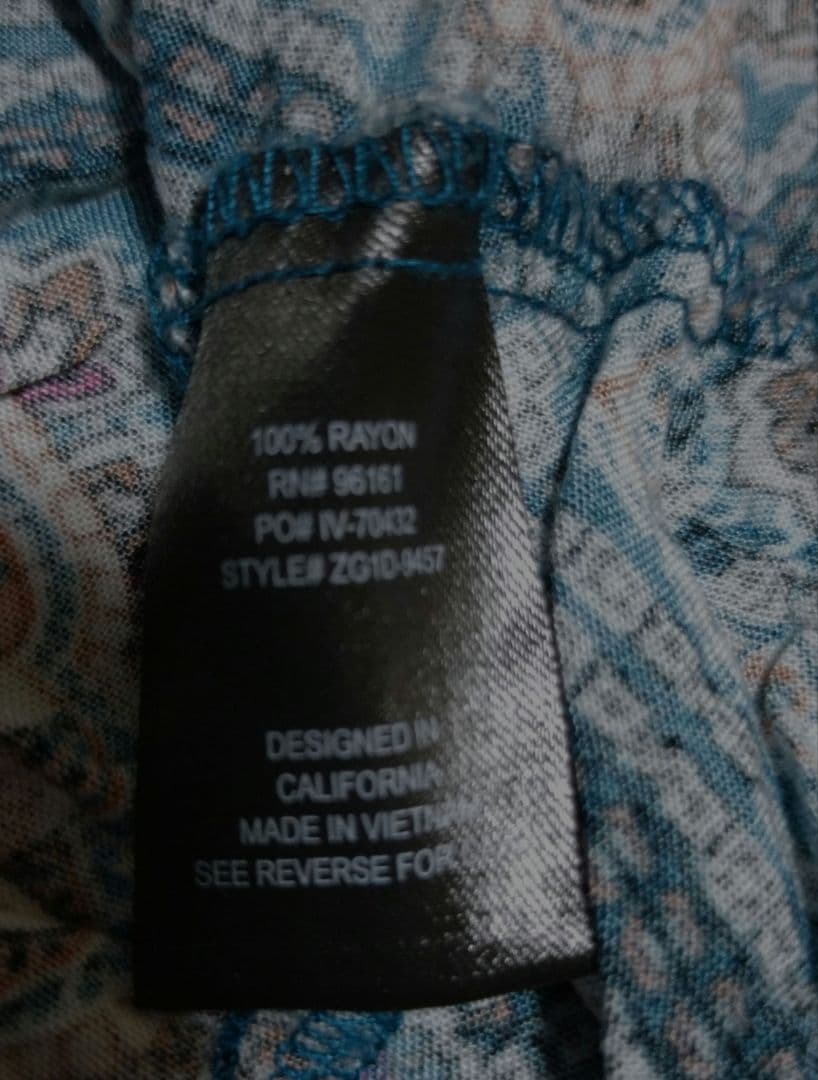 100% RAYON
RN# 96161
PO# IV-70432
STYLE# ZG1D-9457
DESIGNED IN
CALIFORNIA
MADE IN VIETNAM
SEE REVERSE FOR